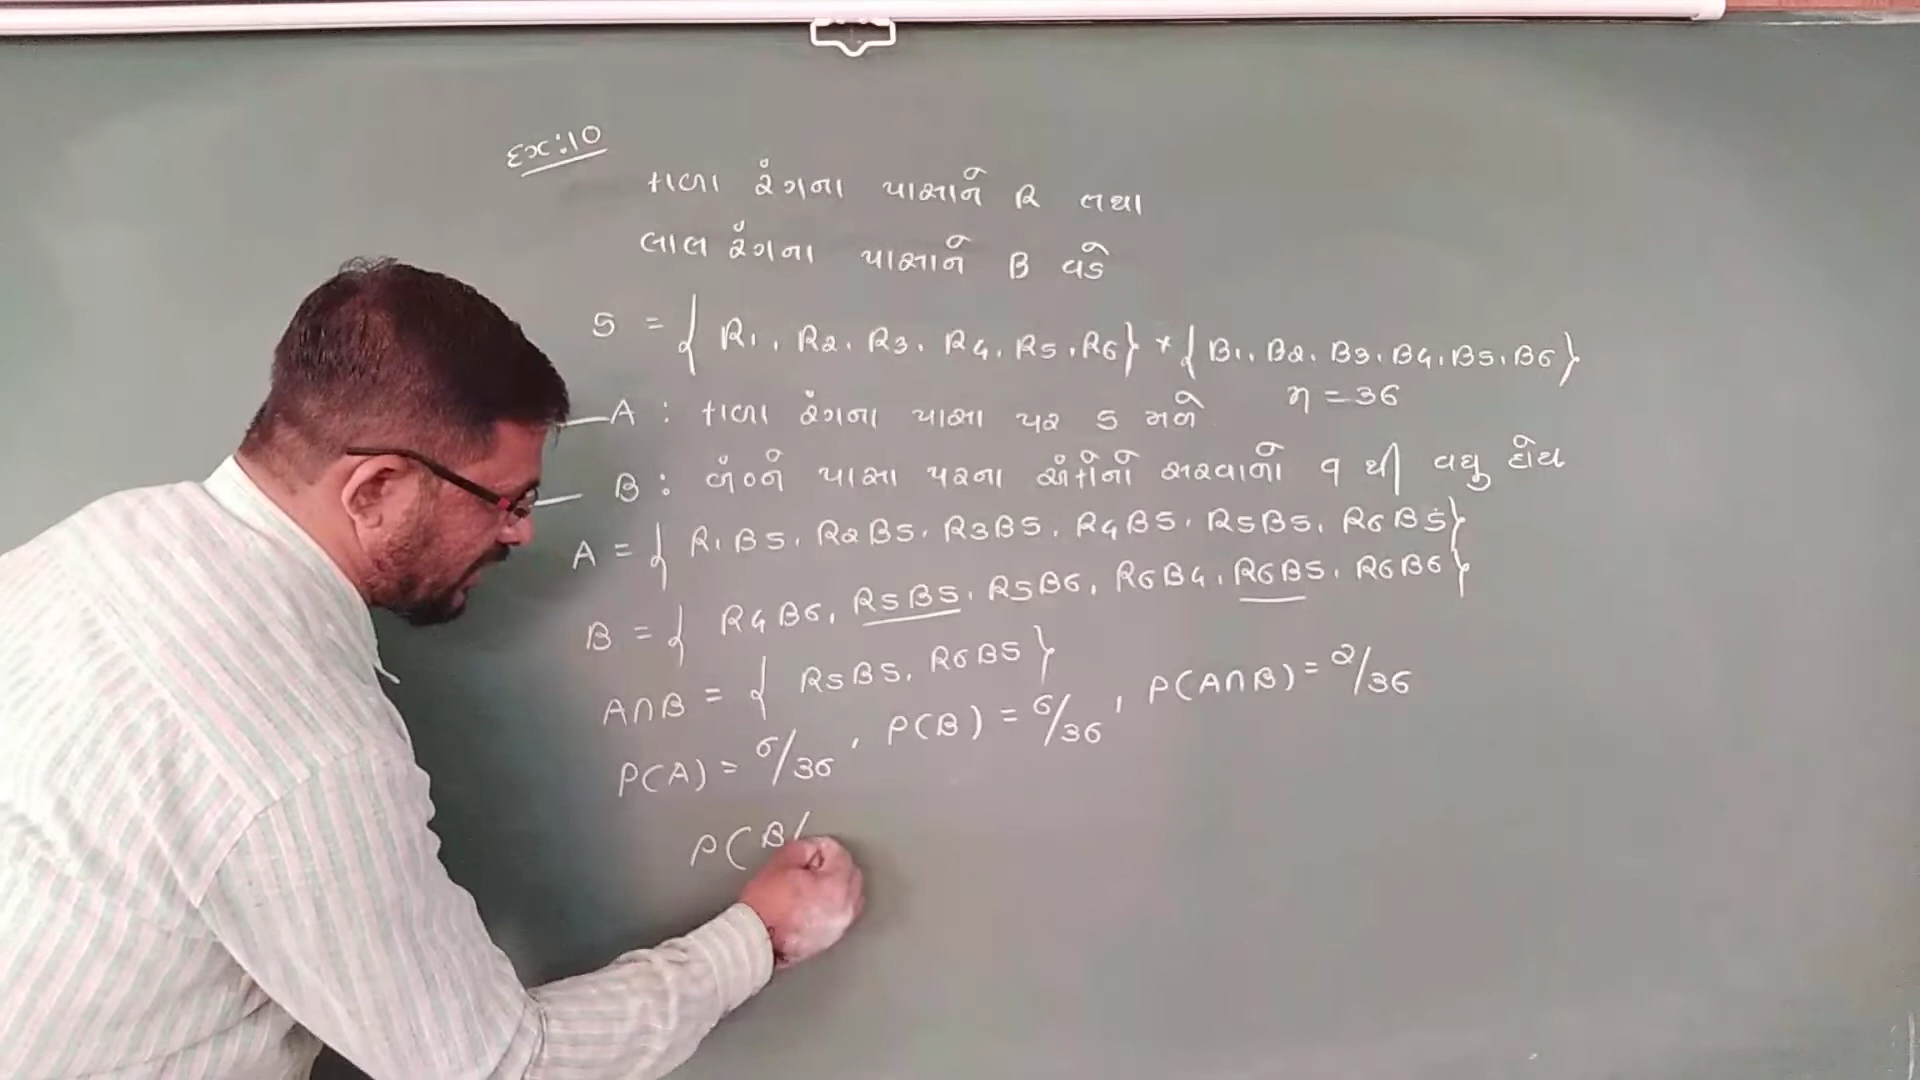 Ex:10
કાળા રંગના પાસાને R તથા
લાલ રંગના પાસાને B વડે
S = { R1, R2, R3, R4, R5, R6} * { B1, B2, B3, B4, B5, B6}
n = 36
A : કાળા રંગના પાસા પર 5 મળે
B : બંન્ને પાસા પરના અંકોનો સરવાળો 9 થી વધુ હોય
A = { R1B5, R2B5, R3B5, R4B5, R5B5, R6B5}
B = { R4B6, R5B5, R5B6, R6B4, R6B5, R6B6}
A∩B = { R5B5, R6B5 }
P(A) = 6/36, P(B) = 6/36, P(A∩B) = 2/36
P(B/